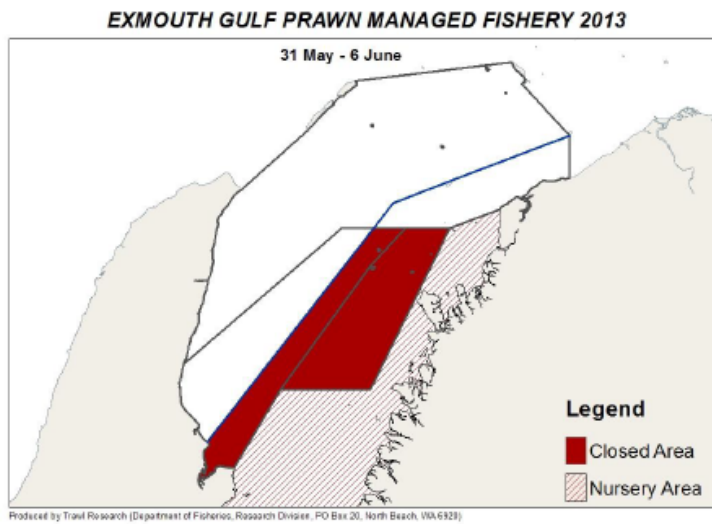 EXMOUTH GULF PRAWN MANAGED FISHERY 2013
31 May - 6 June
Legend
Closed Area
Nursery Area
Produced by Trawl Research (Department of Fisheries, Research Division, PO Box 20, North Beach, WA 6920)